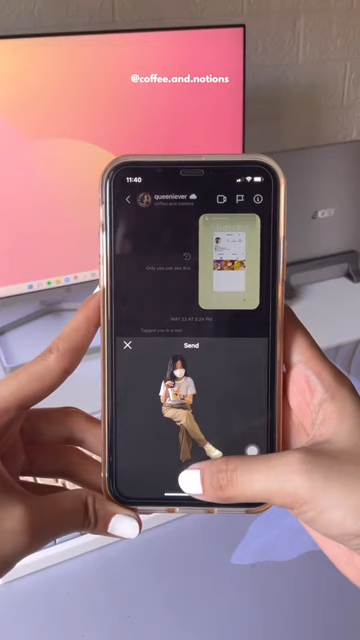 @coffee.and.notions
11:40
queeniever
coffee.and.notions
Only you can see this
MAY 22 AT 9:24 PM
Tagged you in a reel
Send